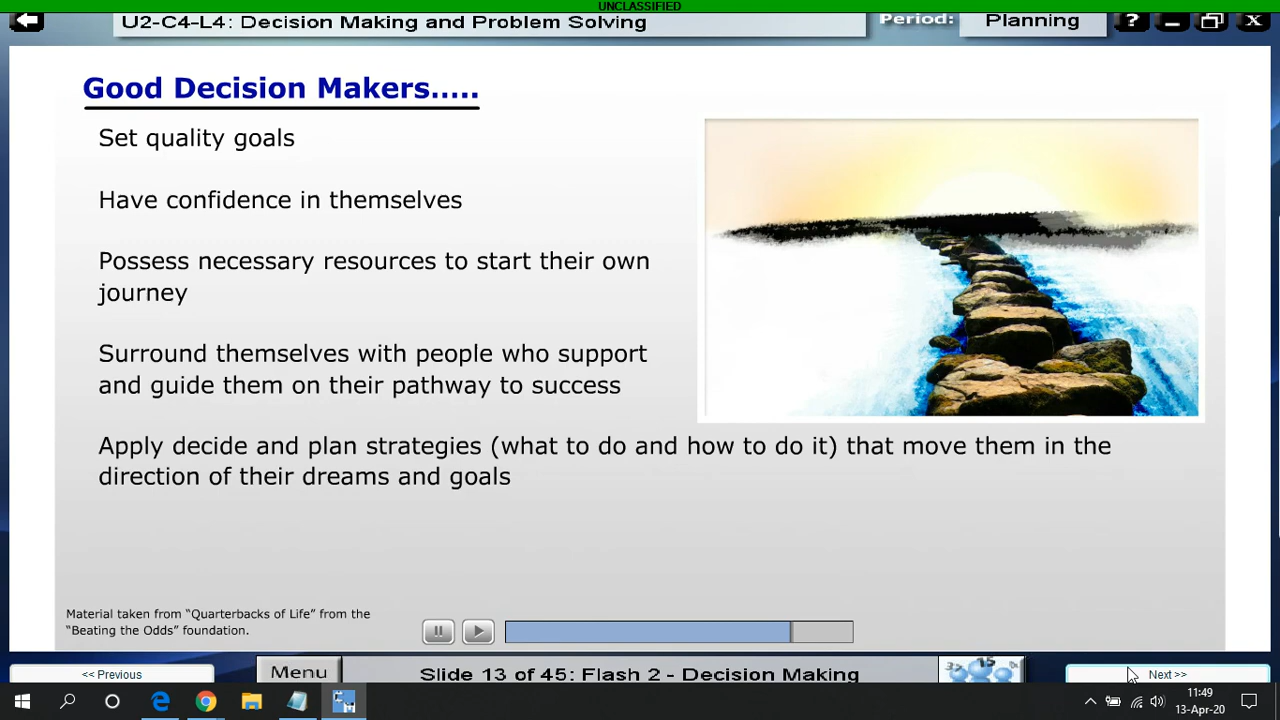 UNCLASSIFIED
U2-C4-L4: Decision Making and Problem Solving
Period:
Planning
?
X
Good Decision Makers.....
Set quality goals
Have confidence in themselves
Possess necessary resources to start their own
journey
Surround themselves with people who support
and guide them on their pathway to success
Apply decide and plan strategies (what to do and how to do it) that move them in the
direction of their dreams and goals
Material taken from “Quarterbacks of Life” from the
“Beating the Odds” foundation.
<< Previous
Menu
Slide 13 of 45: Flash 2 - Decision Making
15
Next >>
11:49
13-Apr-20